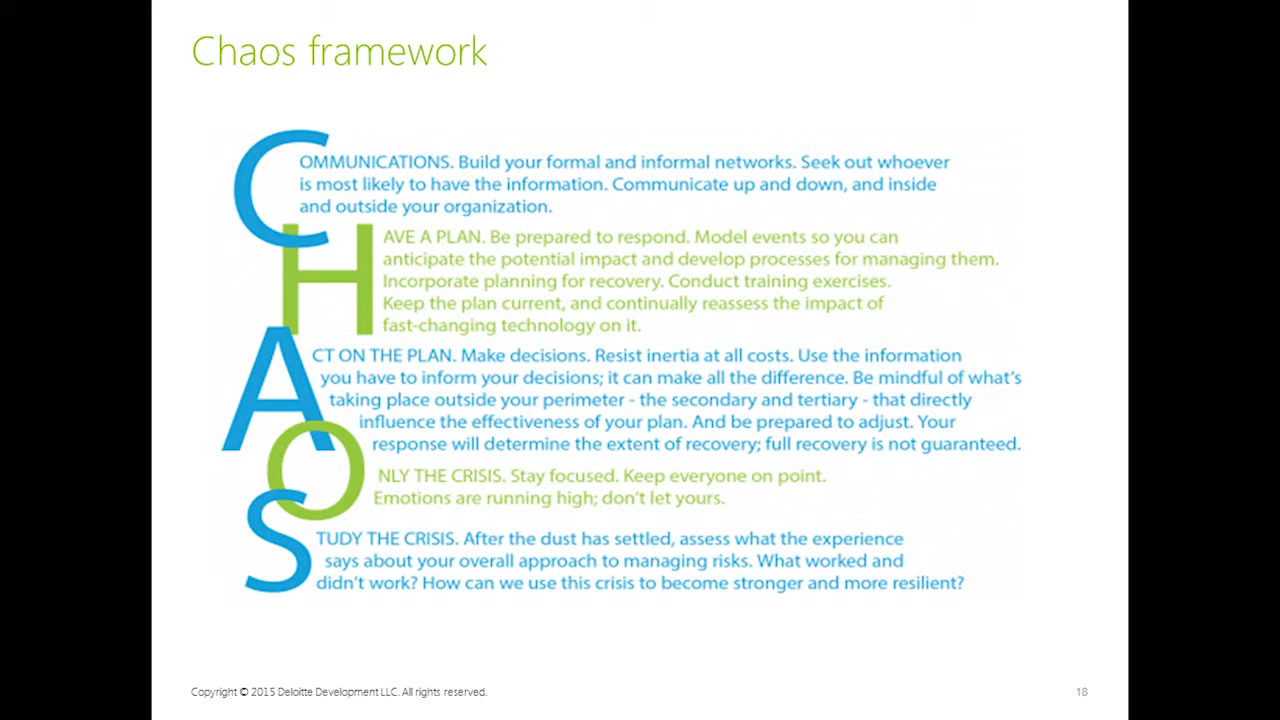 Chaos framework
COMMUNICATIONS. Build your formal and informal networks. Seek out whoever
is most likely to have the information. Communicate up and down, and inside
and outside your organization.
HAVE A PLAN. Be prepared to respond. Model events so you can
anticipate the potential impact and develop processes for managing them.
Incorporate planning for recovery. Conduct training exercises.
Keep the plan current, and continually reassess the impact of
fast-changing technology on it.
ACT ON THE PLAN. Make decisions. Resist inertia at all costs. Use the information
you have to inform your decisions; it can make all the difference. Be mindful of what's
taking place outside your perimeter - the secondary and tertiary - that directly
influence the effectiveness of your plan. And be prepared to adjust. Your
response will determine the extent of recovery; full recovery is not guaranteed.
ONLY THE CRISIS. Stay focused. Keep everyone on point.
Emotions are running high; don't let yours.
STUDY THE CRISIS. After the dust has settled, assess what the experience
says about your overall approach to managing risks. What worked and
didn't work? How can we use this crisis to become stronger and more resilient?
Copyright © 2015 Deloitte Development LLC. All rights reserved.
18